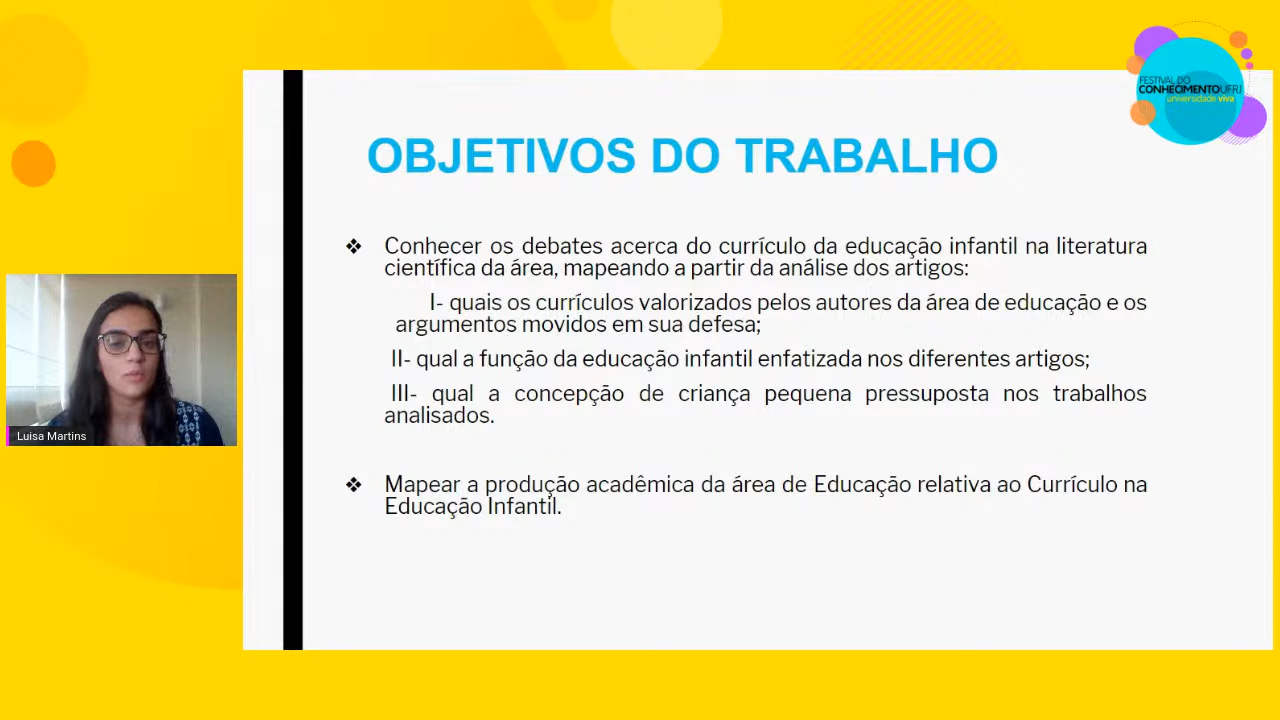 FESTIVAL DO
CONHECIMENTO UFRJ
universidade viva
OBJETIVOS DO TRABALHO
❖ Conhecer os debates acerca do currículo da educação infantil na literatura
científica da área, mapeando a partir da análise dos artigos:
I- quais os currículos valorizados pelos autores da área de educação e os
argumentos movidos em sua defesa;
II- qual a função da educação infantil enfatizada nos diferentes artigos;
III- qual a concepção de criança pequena pressuposta nos trabalhos
analisados.
❖ Mapear a produção acadêmica da área de Educação relativa ao Currículo na
Educação Infantil.
Luisa Martins